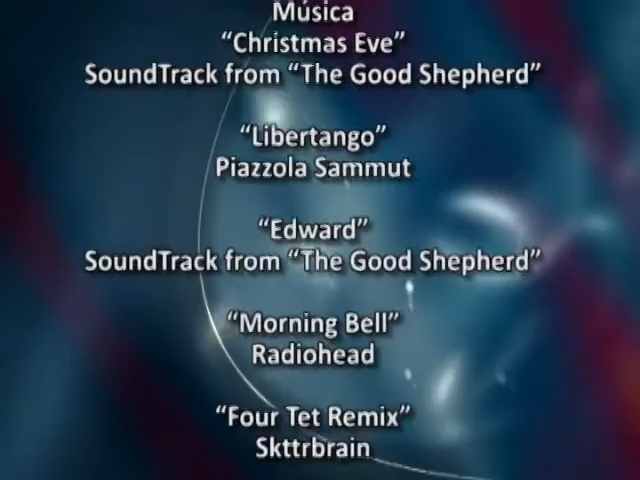 Música
“Christmas Eve”
SoundTrack from “The Good Shepherd”
“Libertango”
Piazzola Sammut
“Edward”
SoundTrack from “The Good Shepherd”
“Morning Bell”
Radiohead
“Four Tet Remix”
Skttrbrain